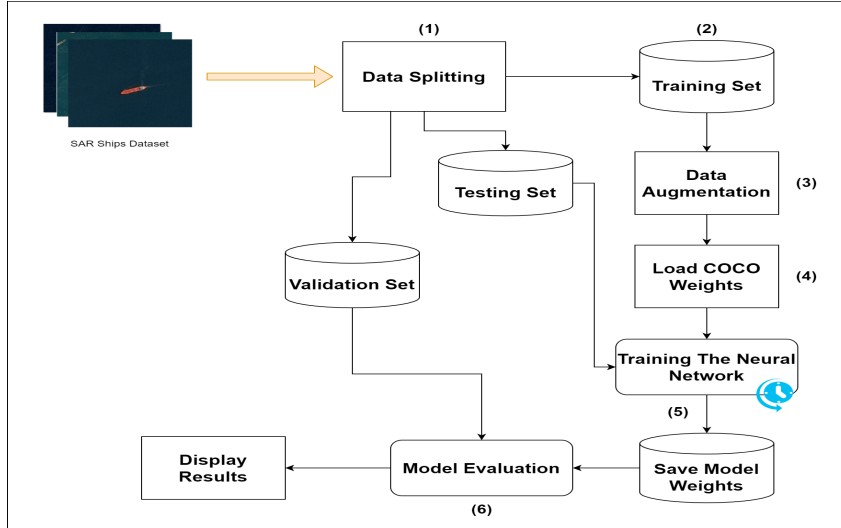 (1)
(2)
Data Splitting
Training Set
SAR Ships Dataset
Data
Augmentation
(3)
Testing Set
Load COCO
Weights
(4)
Validation Set
Training The Neural
Network
(5)
Display
Results
Model Evaluation
Save Model
Weights
(6)